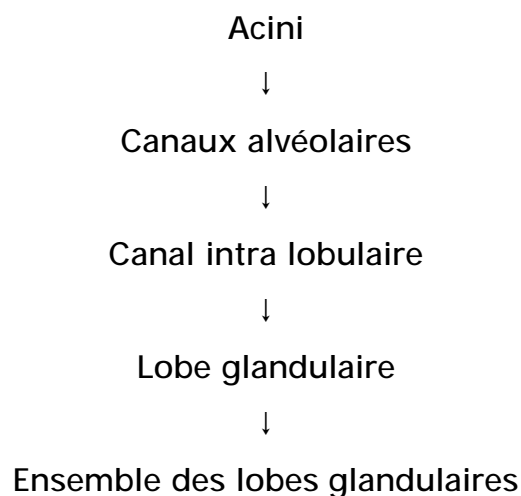 Acini
↓
Canaux alvéolaires
↓
Canal intra lobulaire
↓
Lobe glandulaire
↓
Ensemble des lobes glandulaires